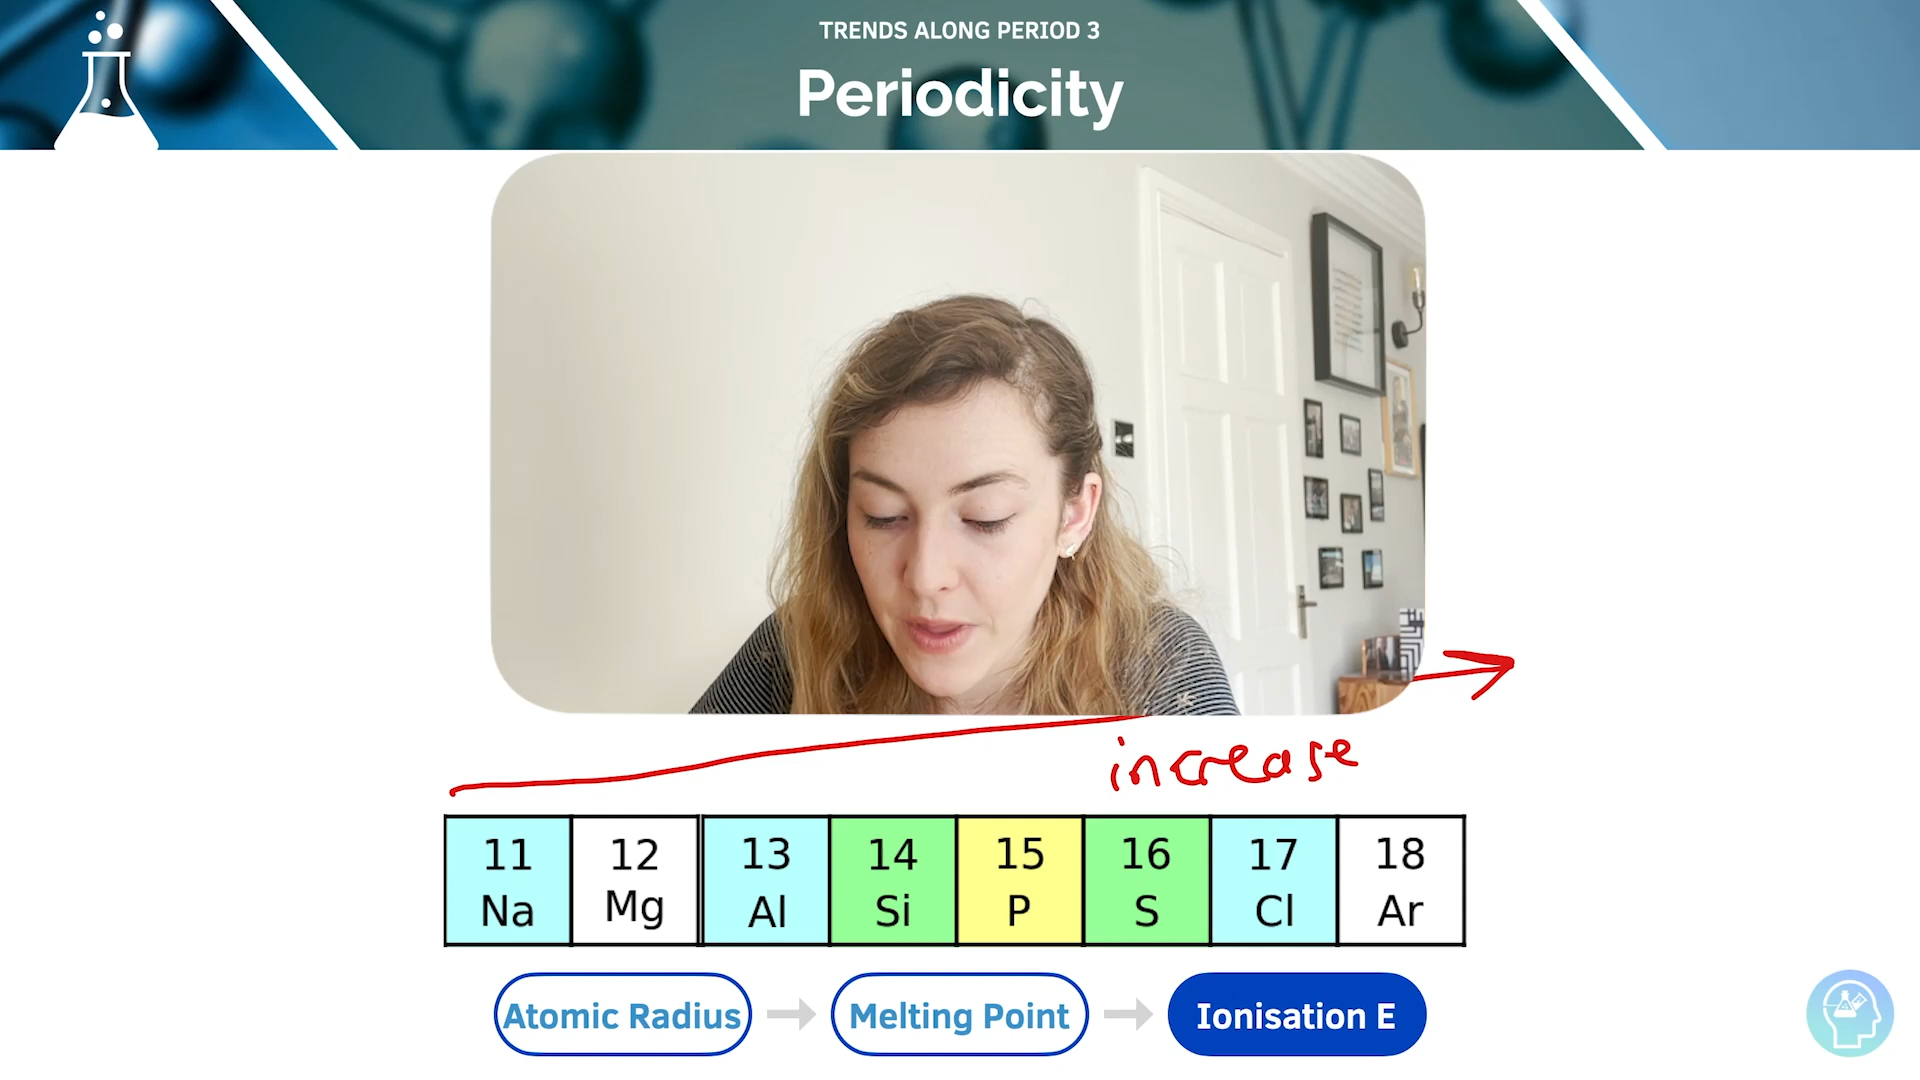 TRENDS ALONG PERIOD 3
Periodicity
increase
11 12 13 14 15 16 17 18
Na Mg Al Si P S Cl Ar
Atomic Radius Melting Point Ionisation E